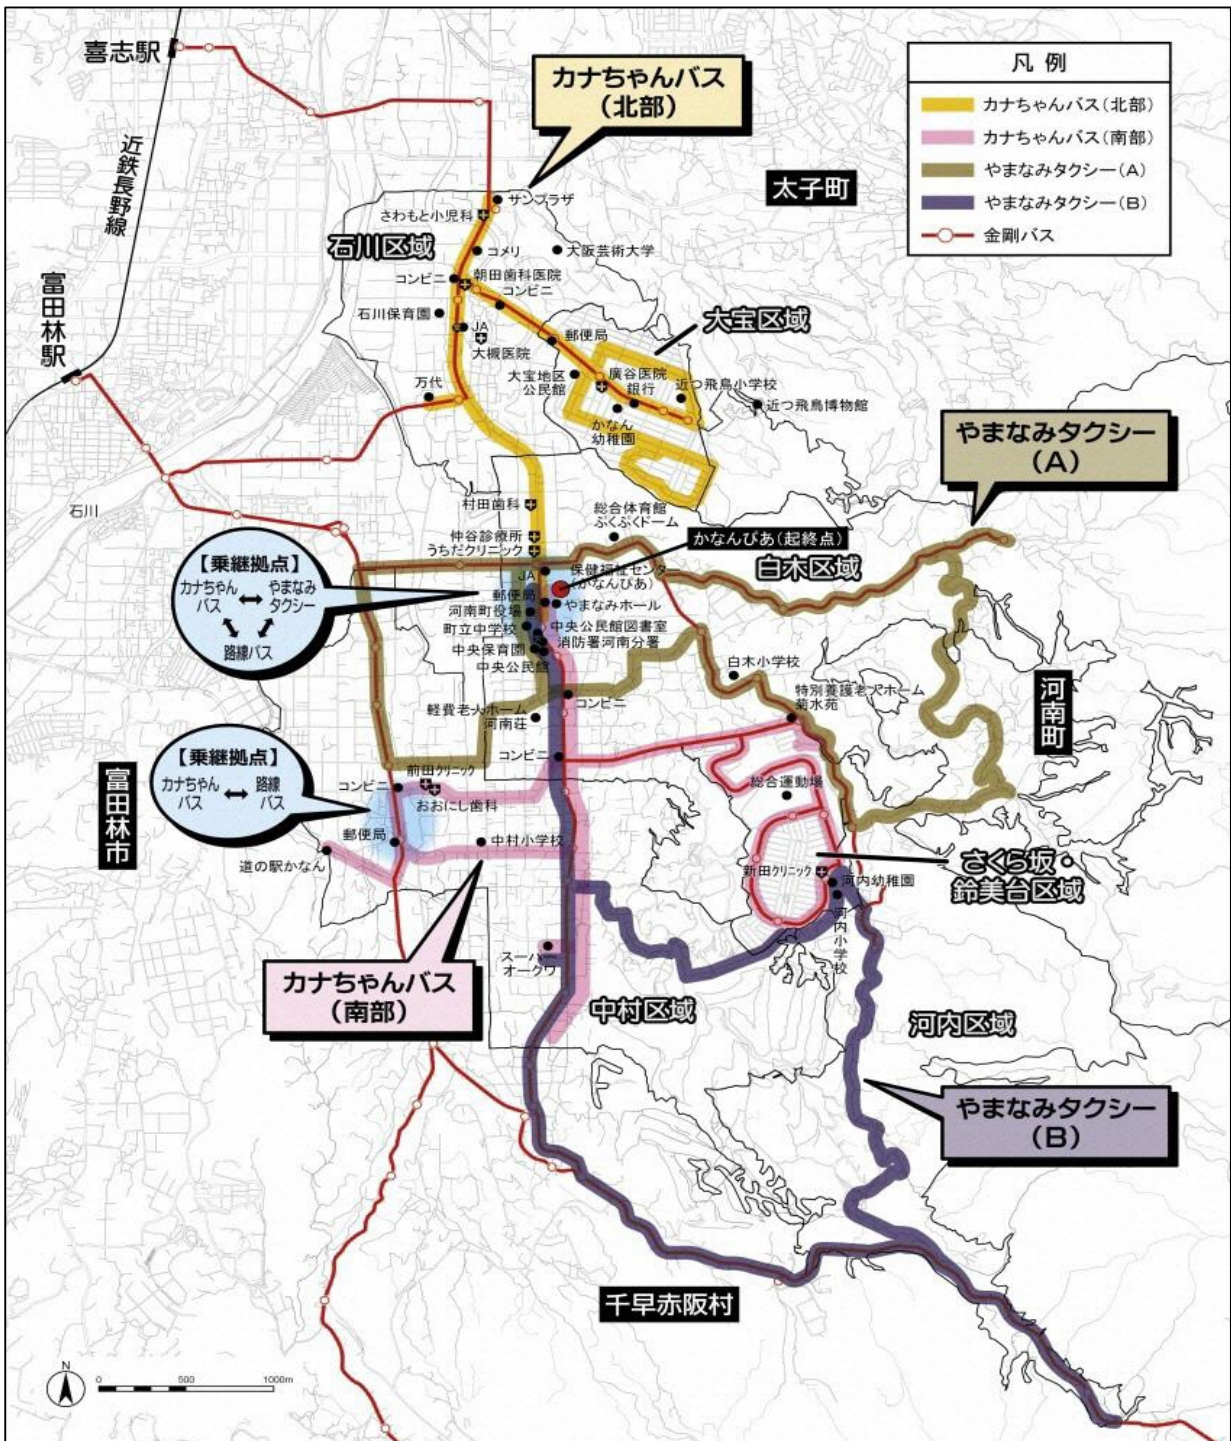 喜志駅
近鉄長野線
富田林駅
石川
カナちゃんバス
(北部)
凡例
カナちゃんバス(北部)
カナちゃんバス(南部)
やまなみタクシー(A)
やまなみタクシー(B)
金剛バス
太子町
サンプラザ
さわもと小児科
石川区域
コメリ
大阪芸術大学
コンビニ
朝田歯科医院
コンビニ
石川保育園
JA
大槻医院
郵便局
大宝区域
万代
大宝地区
公民館
廣谷医院
銀行
近つ飛鳥小学校
近つ飛鳥博物館
かなん
幼稚園
やまなみタクシー
(A)
村田歯科
仲谷診療所
うちだクリニック
総合体育館
ぷくぷくドーム
かなんぴあ(起終点)
白木区域
【乗継拠点】
カナちゃん
バス
やまなみ
タクシー
路線バス
JA
保健福祉センター
(かなんぴあ)
郵便局
やまなみホール
河南町役場
町立中学校
中央公民館図書室
消防署河南分署
中央保育園
中央公民館
白木小学校
コンビニ
特別養護老人ホーム
菊水苑
軽費老人ホーム
河南荘
河南町
【乗継拠点】
カナちゃん
バス
路線
バス
富田林市
コンビニ
コンビニ
前田クリニック
おおにし歯科
総合運動場
郵便局
中村小学校
道の駅かなん
さくら坂・
鈴美台区域
新田クリニック
河内幼稚園
河内小学校
スーパー
オークワ
カナちゃんバス
(南部)
中村区域
河内区域
やまなみタクシー
(B)
千早赤阪村
N
0 500 1000m